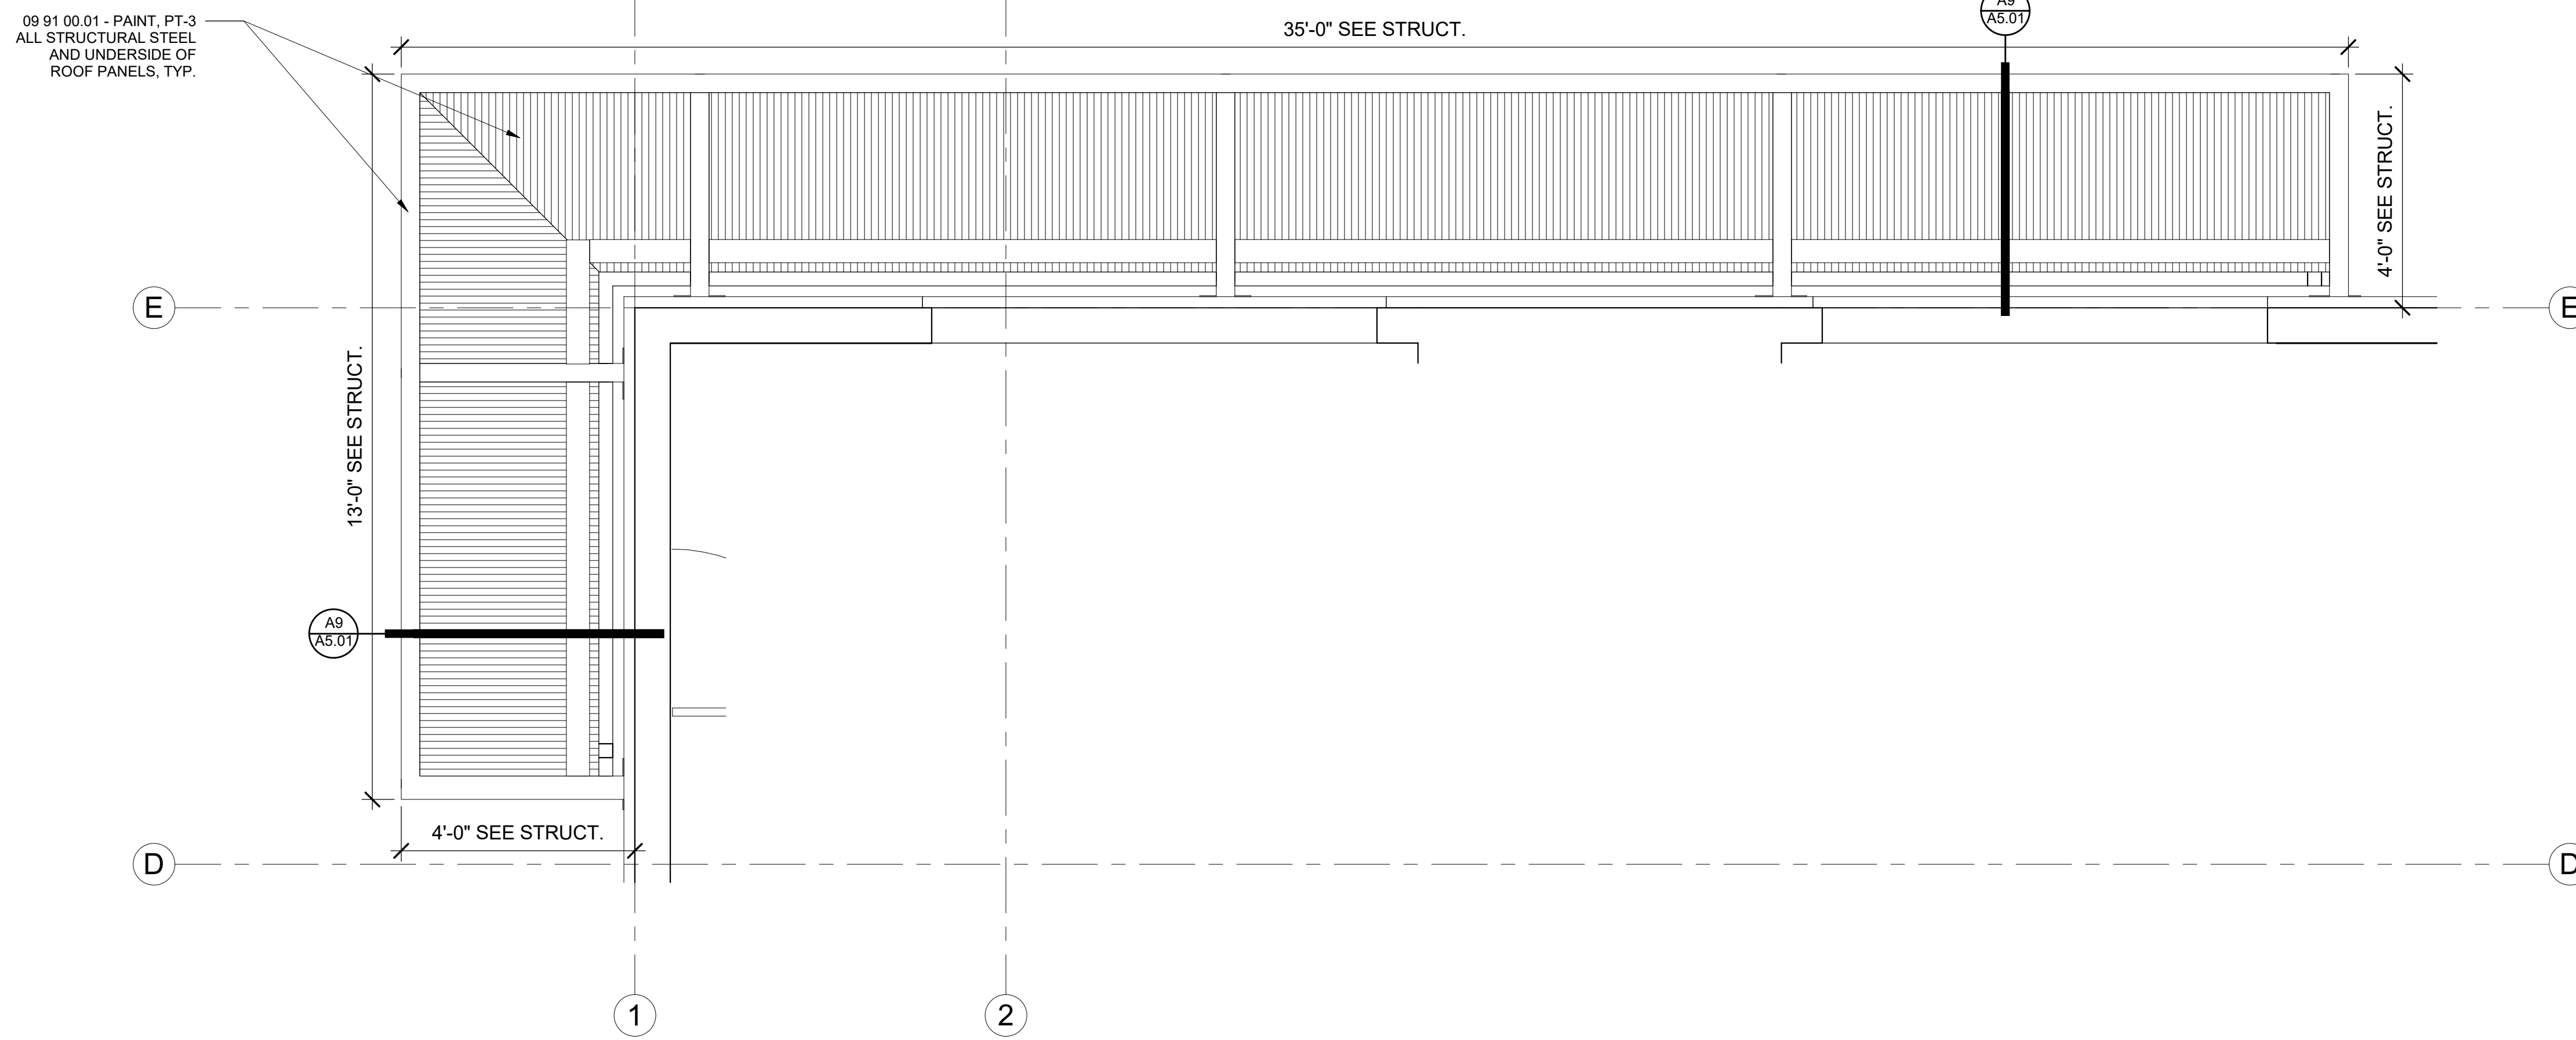 09 91 00.01 - PAINT, PT-3
ALL STRUCTURAL STEEL
AND UNDERSIDE OF
ROOF PANELS, TYP.
35'-0" SEE STRUCT.
A9
A5.01
4'-0" SEE STRUCT.
E
E
13'-0" SEE STRUCT.
A9
A5.01
4'-0" SEE STRUCT.
D
D
1
2